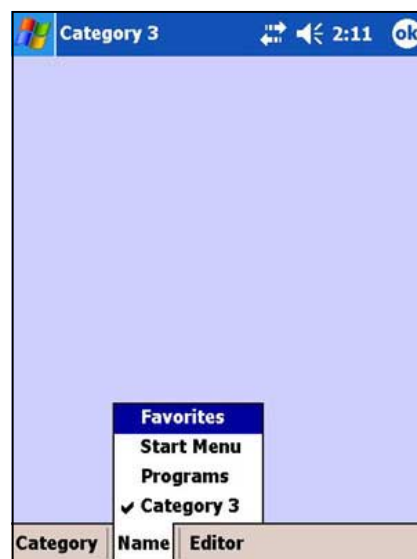 Category 3 2:11 ok
Favorites
Start Menu
Programs
Category 3
Category Name Editor